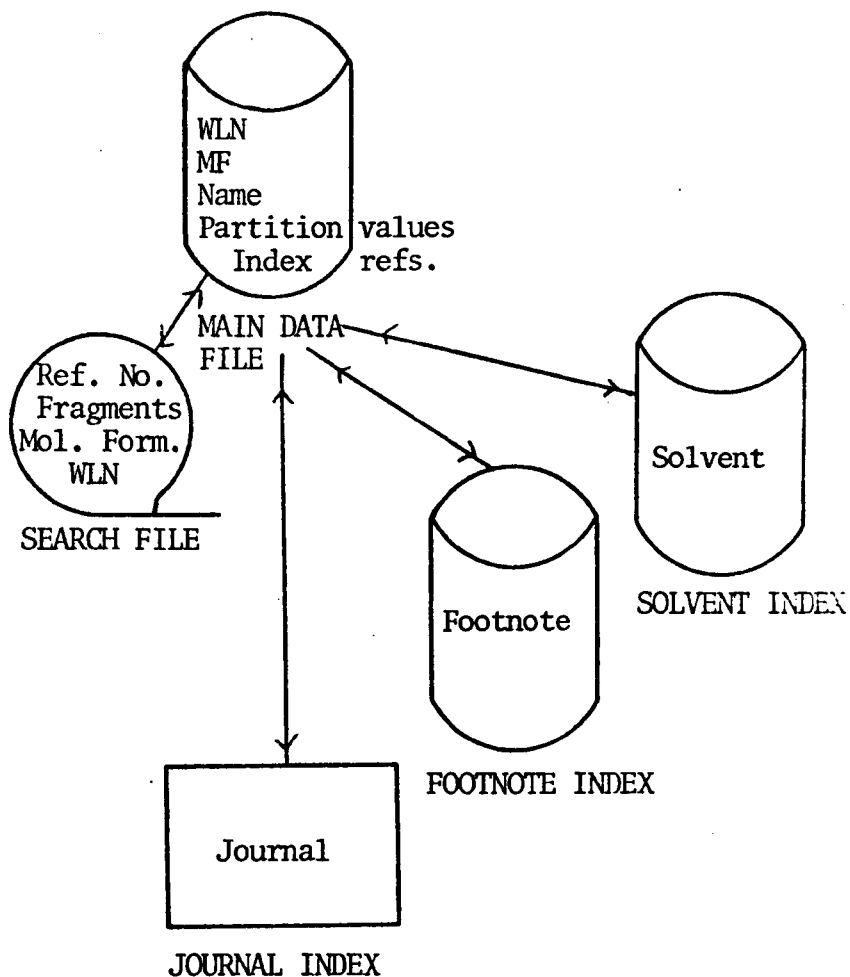 WLN
MF
Name
Partition values
Index refs.
MAIN DATA
FILE
Ref. No.
Fragments
Mol. Form.
WLN
SEARCH FILE
Solvent
SOLVENT INDEX
Footnote
FOOTNOTE INDEX
Journal
JOURNAL INDEX